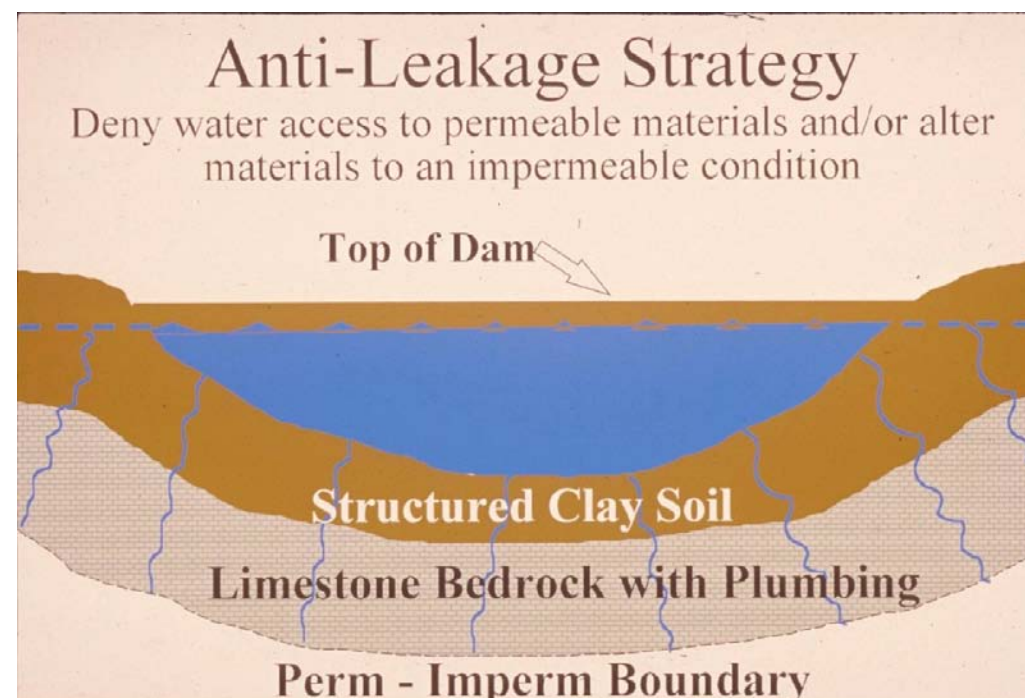 Anti-Leakage Strategy
Deny water access to permeable materials and/or alter
materials to an impermeable condition
Top of Dam
Structured Clay Soil
Limestone Bedrock with Plumbing
Perm - Imperm Boundary